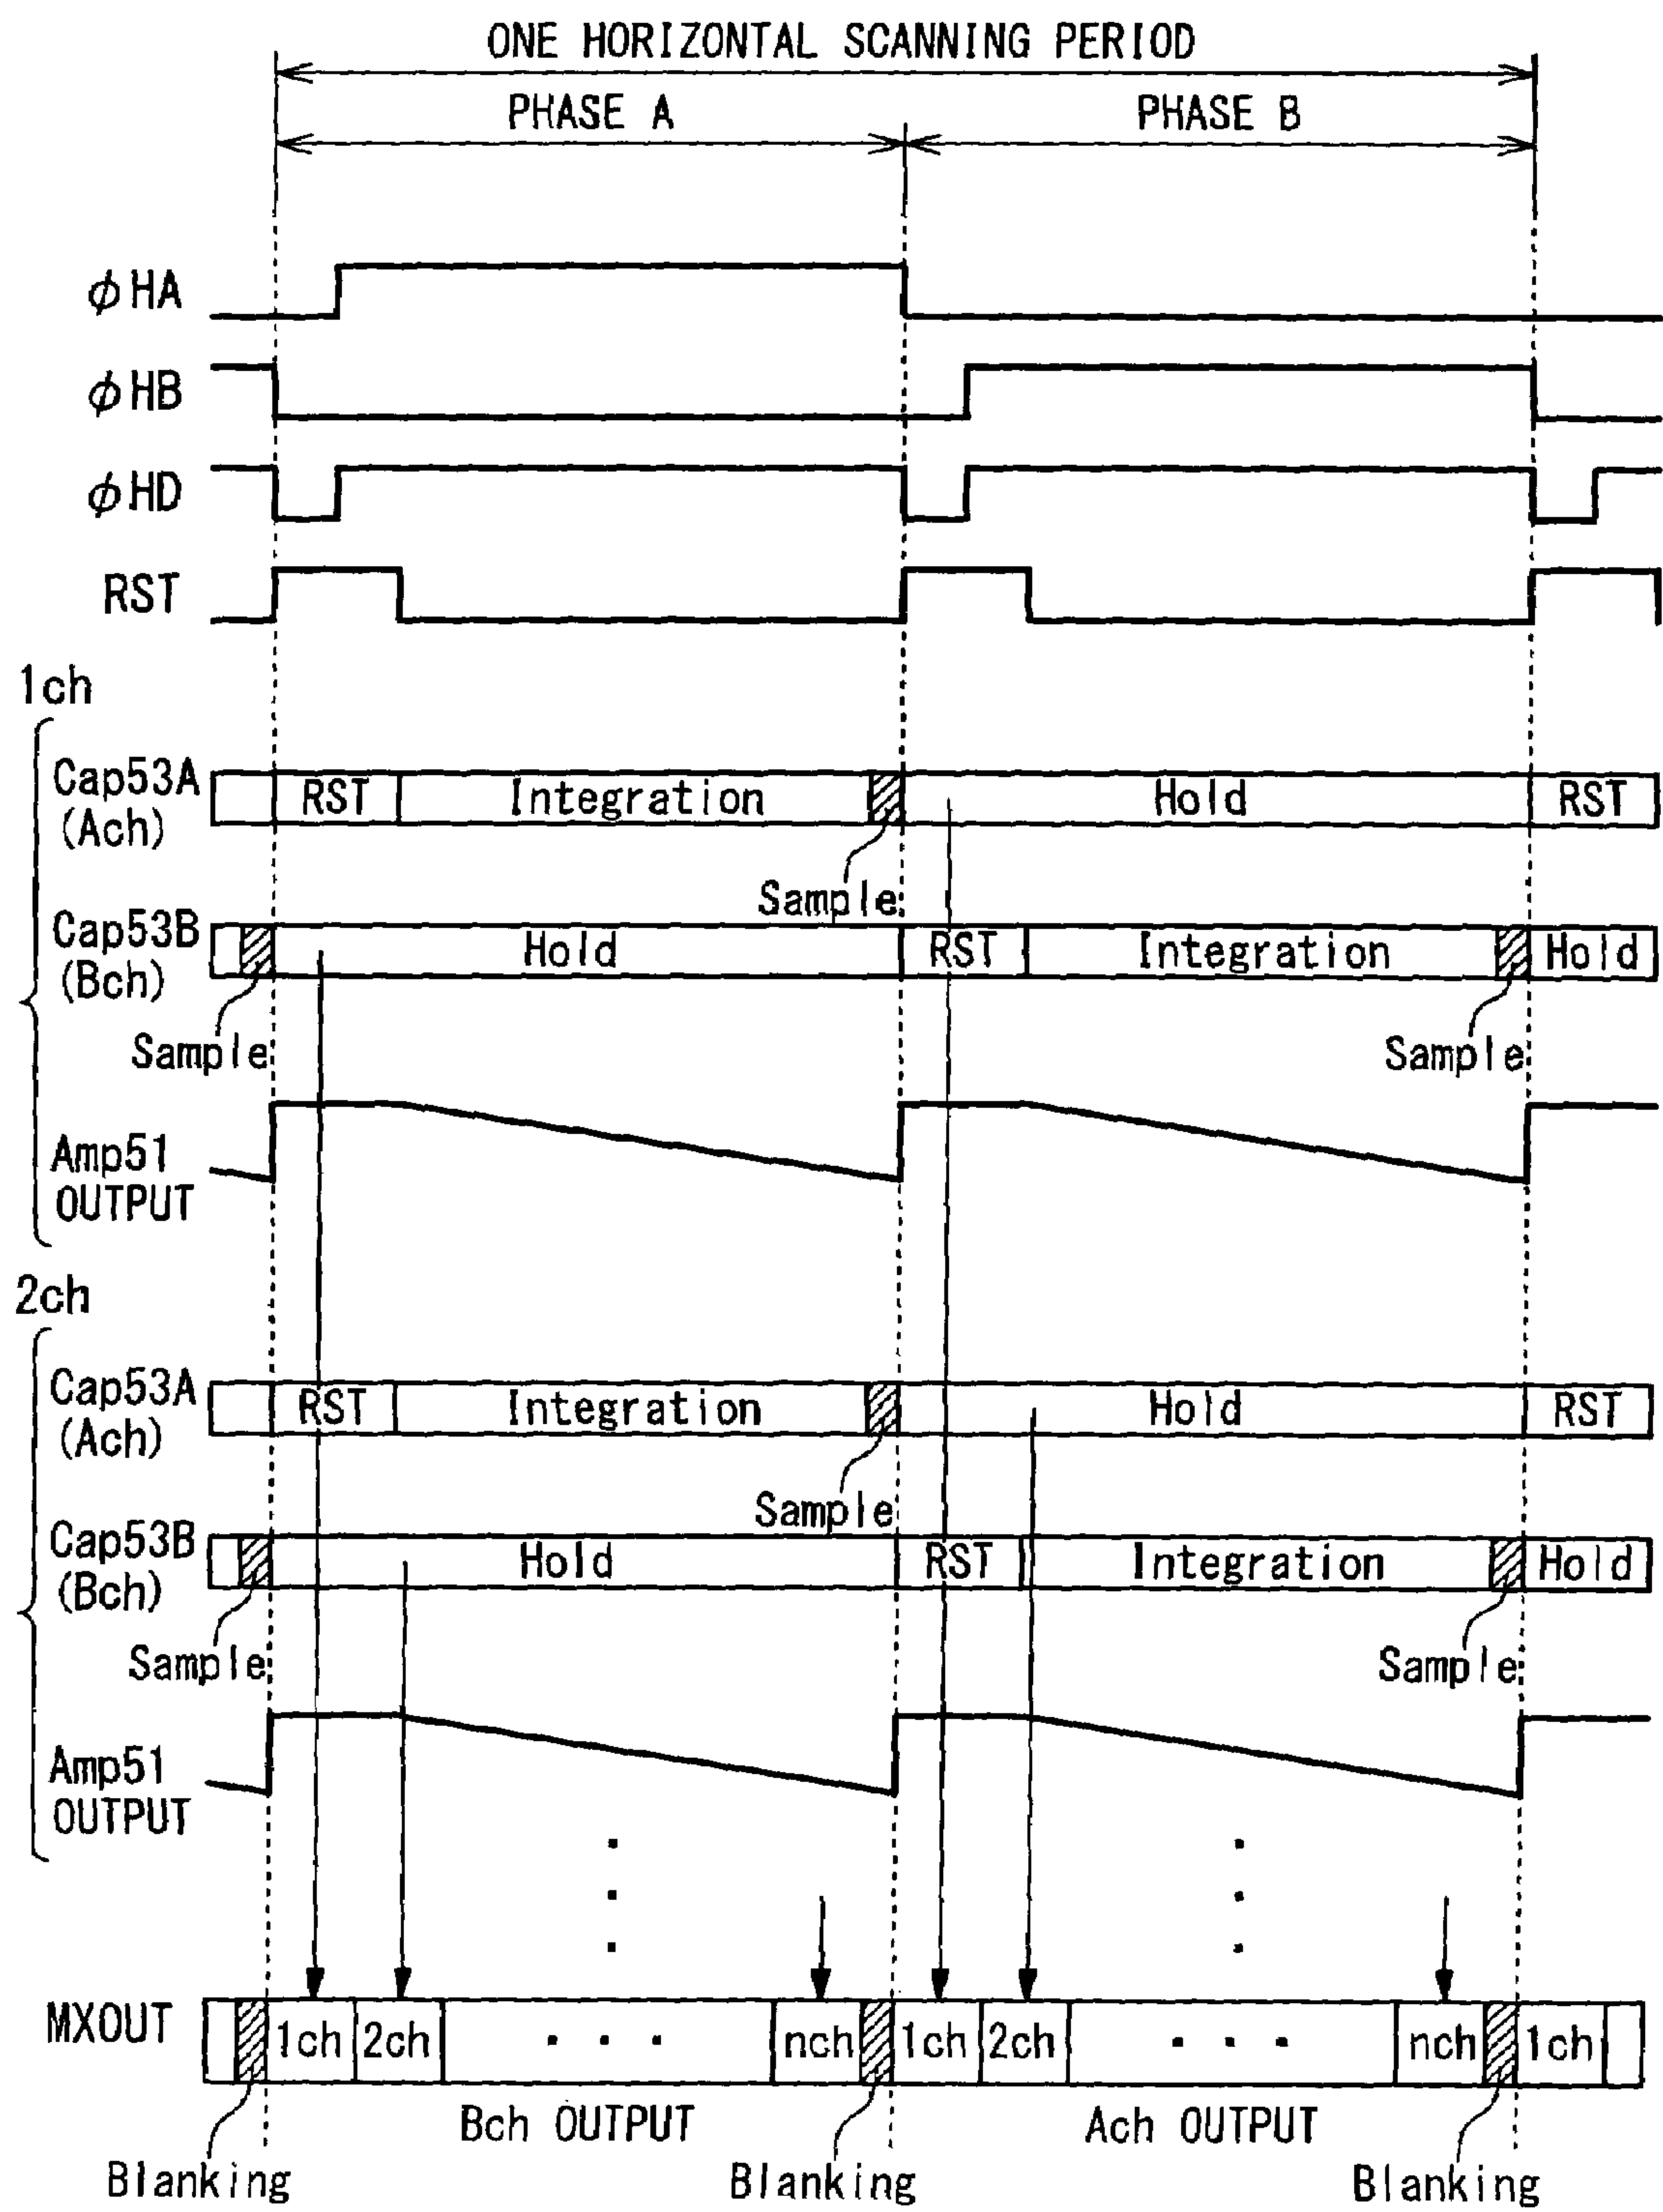 ONE HORIZONTAL SCANNING PERIOD
PHASE A PHASE B
φHA
φHB
φHD
RST
1ch
Cap53A
(Ach)
RST Integration Hold RST
Sample
Cap53B
(Bch)
Hold RST Integration Hold
Sample Sample
Amp51
OUTPUT
2ch
Cap53A
(Ach)
RST Integration Hold RST
Sample
Cap53B
(Bch)
Hold RST Integration Hold
Sample Sample
Amp51
OUTPUT
MXOUT
1ch 2ch ··· nch 1ch 2ch ··· nch 1ch
Bch OUTPUT Ach OUTPUT
Blanking Blanking Blanking